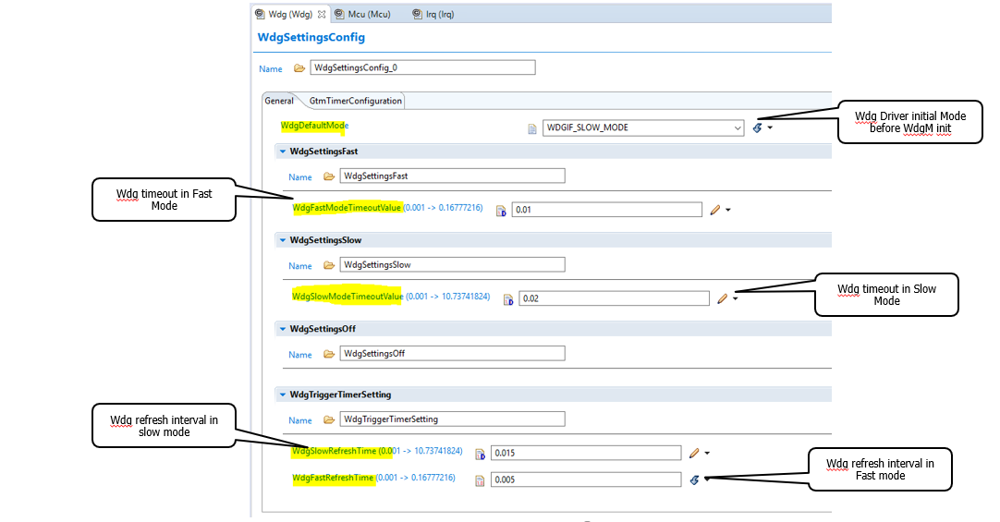 Wdg (Wdg) Mcu (Mcu) Irq (Irq)
WdgSettingsConfig
Name WdgSettingsConfig_0
General GtmTimerConfiguration
WdgDefaultMode WDGIF_SLOW_MODE
Wdg Driver initial Mode
before WdgM init
WdgSettingsFast
Name WdgSettingsFast
Wdg timeout in Fast
Mode
WdgFastModeTimeoutValue (0.001 -> 0.16777216) 0.01
WdgSettingsSlow
Name WdgSettingsSlow
WdgSlowModeTimeoutValue (0.001 -> 10.73741824) 0.02
Wdg timeout in Slow
Mode
WdgSettingsOff
Name WdgSettingsOff
WdgTriggerTimerSetting
Name WdgTriggerTimerSetting
Wdg refresh interval in
slow mode
WdgSlowRefreshTime (0.001 -> 10.73741824) 0.015
WdgFastRefreshTime (0.001 -> 0.16777216) 0.005
Wdg refresh interval in
Fast mode